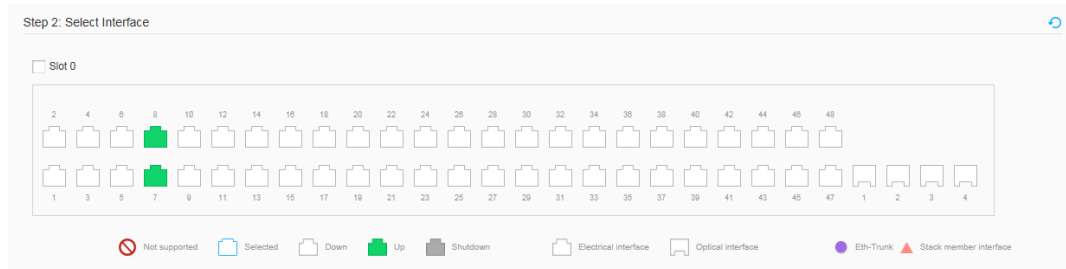 Step 2: Select Interface
Slot 0
2 4 6 8 10 12 14 16 18 20 22 24 26 28 30 32 34 36 38 40 42 44 46 48
1 3 5 7 9 11 13 15 17 19 21 23 25 27 29 31 33 35 37 39 41 43 45 47 1 2 3 4
Not supported Selected Down Up Shutdown Electrical interface Optical interface Eth-Trunk Stack member interface